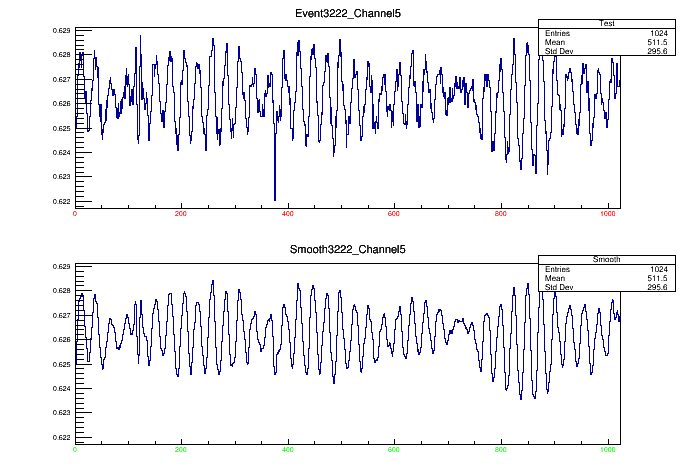 Event3222_Channel5
Test
Entries 1024
Mean 511.5
Std Dev 295.6
0.629
0.628
0.627
0.626
0.625
0.624
0.623
0.622
0 200 400 600 800 1000
Smooth3222_Channel5
Smooth
Entries 1024
Mean 511.5
Std Dev 295.6
0.629
0.628
0.627
0.626
0.625
0.624
0.623
0.622
0 200 400 600 800 1000